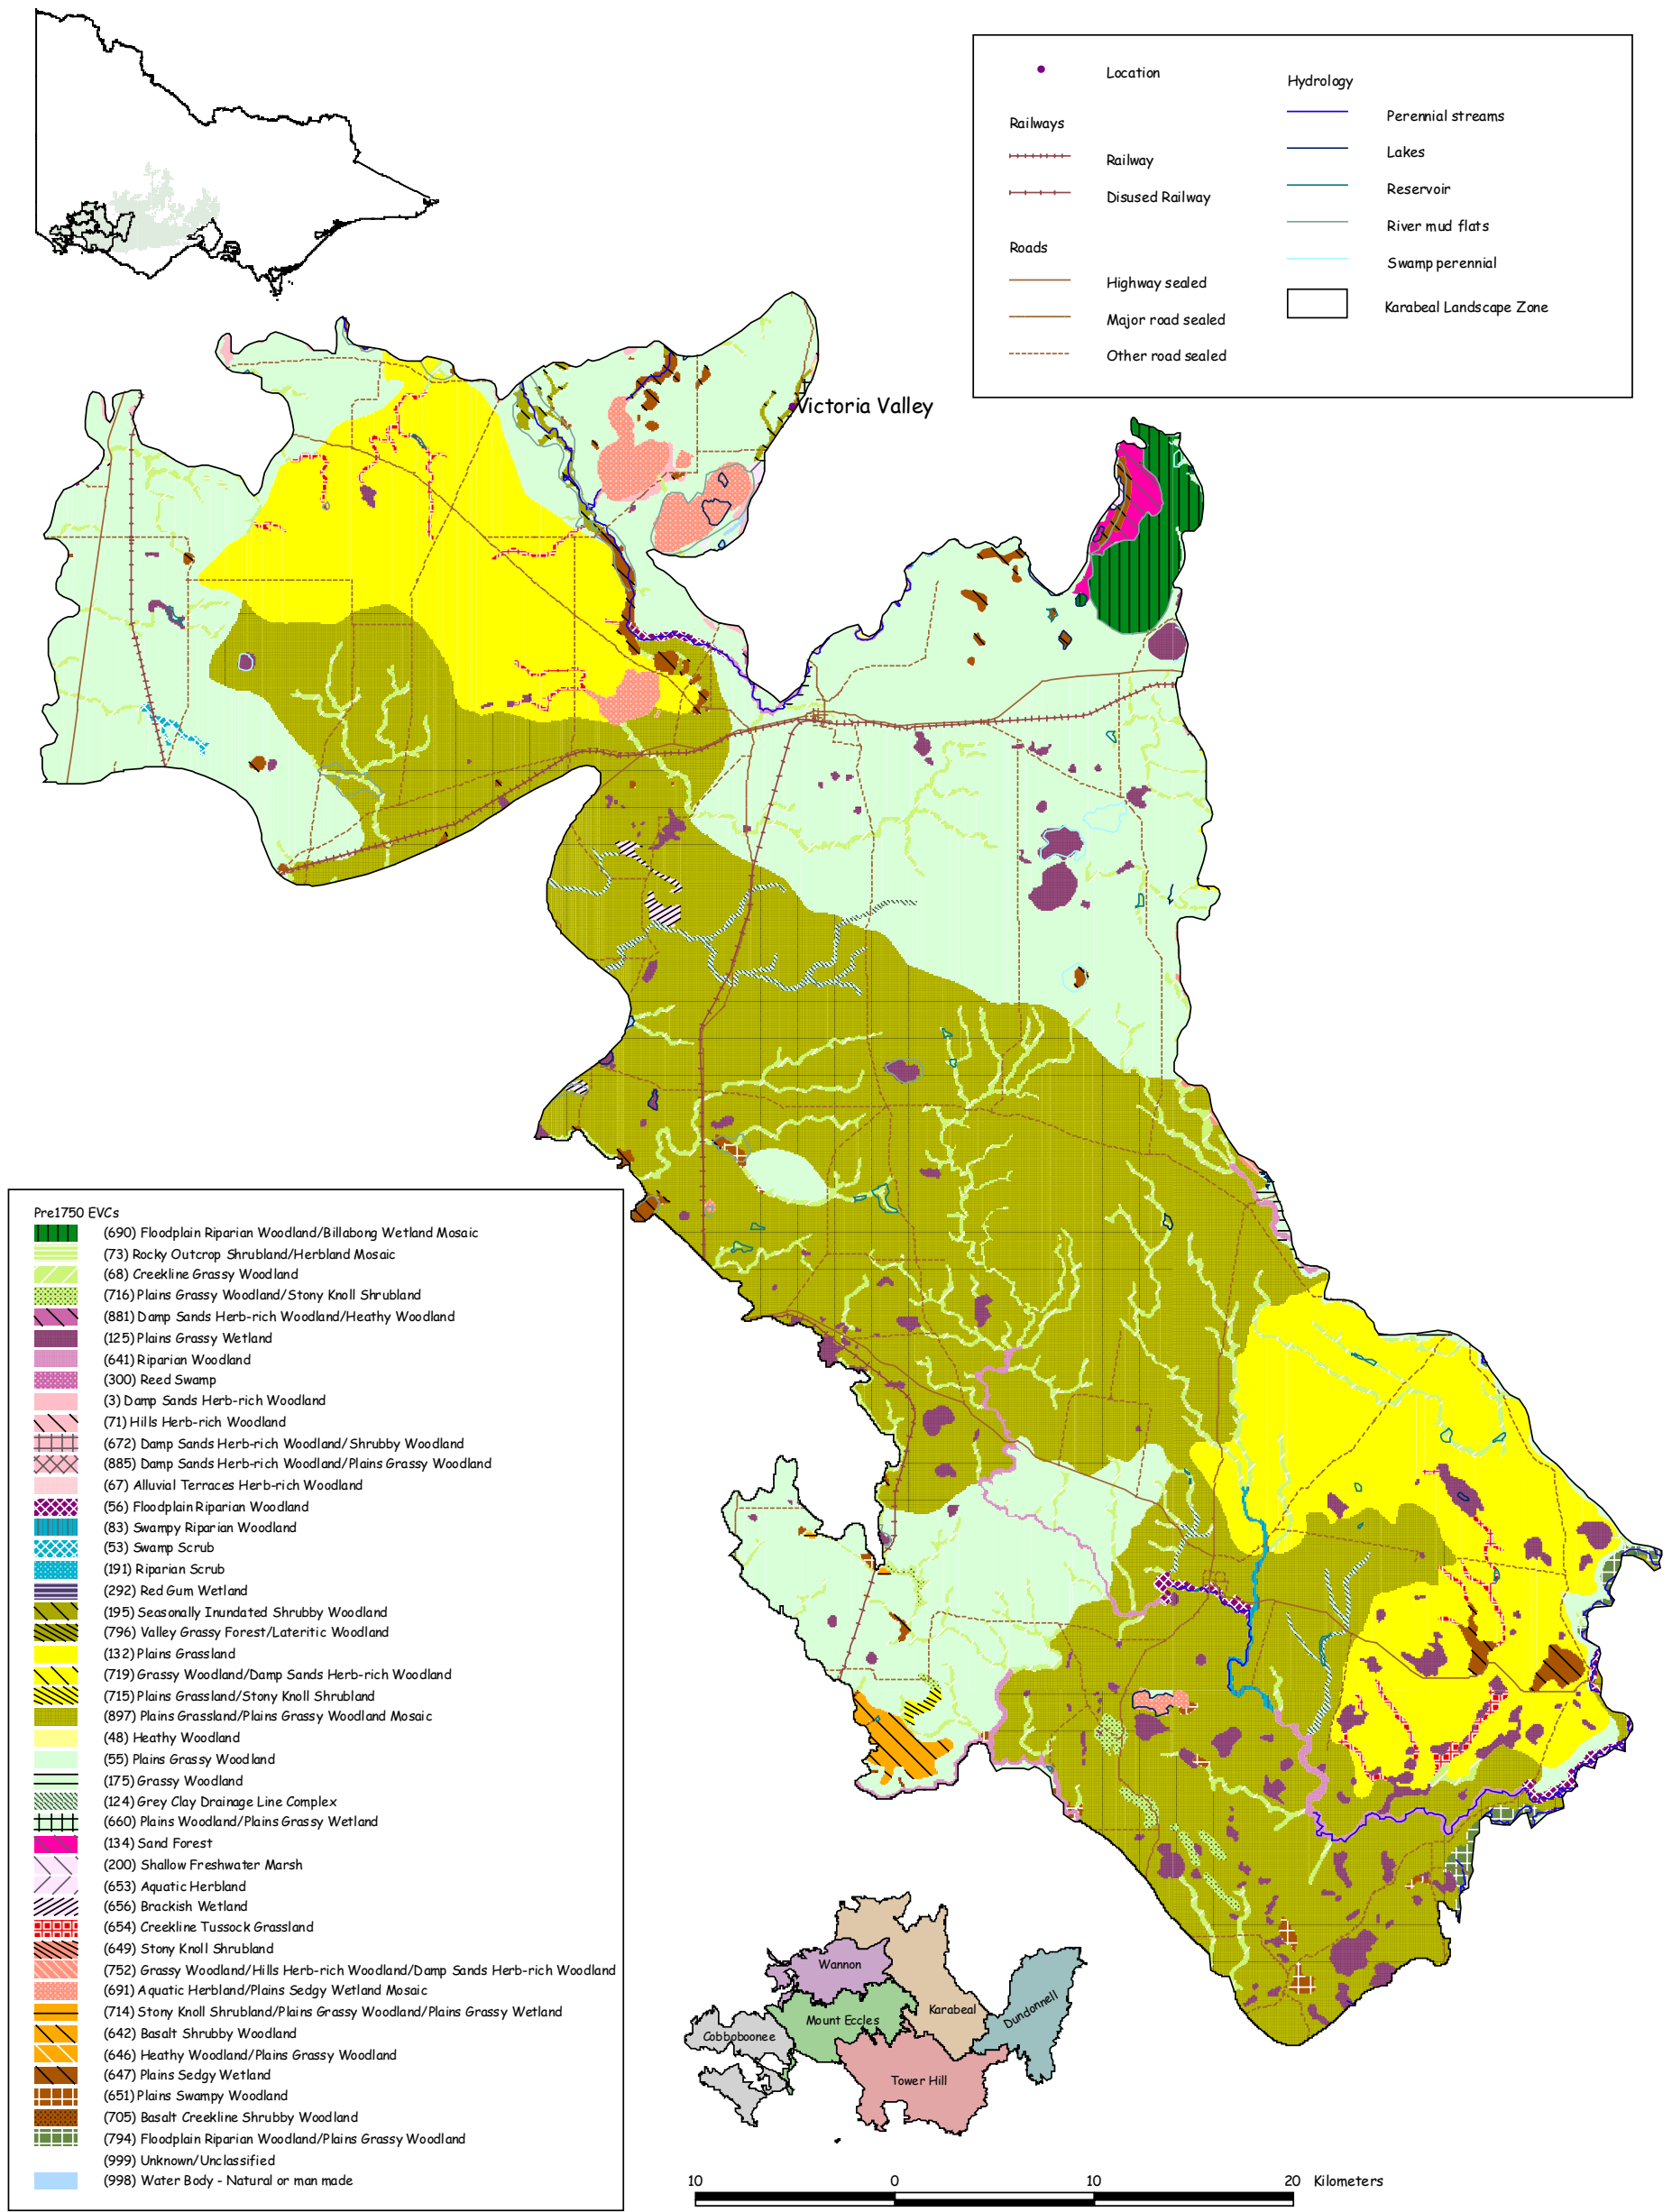 Location
Railways
Railway
Disused Railway
Roads
Highway sealed
Major road sealed
Other road sealed
Hydrology
Perennial streams
Lakes
Reservoir
River mud flats
Swamp perennial
Karabeal Landscape Zone
Victoria Valley
Pre1750 EVCs
(690) Floodplain Riparian Woodland/Billabong Wetland Mosaic
(73) Rocky Outcrop Shrubland/Herbland Mosaic
(68) Creekline Grassy Woodland
(716) Plains Grassy Woodland/Stony Knoll Shrubland
(881) Damp Sands Herb-rich Woodland/Heathy Woodland
(125) Plains Grassy Wetland
(641) Riparian Woodland
(300) Reed Swamp
(3) Damp Sands Herb-rich Woodland
(71) Hills Herb-rich Woodland
(672) Damp Sands Herb-rich Woodland/Shrubby Woodland
(885) Damp Sands Herb-rich Woodland/Plains Grassy Woodland
(67) Alluvial Terraces Herb-rich Woodland
(56) Floodplain Riparian Woodland
(83) Swampy Riparian Woodland
(53) Swamp Scrub
(191) Riparian Scrub
(292) Red Gum Wetland
(195) Seasonally Inundated Shrubby Woodland
(796) Valley Grassy Forest/Lateritic Woodland
(132) Plains Grassland
(719) Grassy Woodland/Damp Sands Herb-rich Woodland
(715) Plains Grassland/Stony Knoll Shrubland
(897) Plains Grassland/Plains Grassy Woodland Mosaic
(48) Heathy Woodland
(55) Plains Grassy Woodland
(175) Grassy Woodland
(124) Grey Clay Drainage Line Complex
(660) Plains Woodland/Plains Grassy Wetland
(134) Sand Forest
(200) Shallow Freshwater Marsh
(653) Aquatic Herbland
(656) Brackish Wetland
(654) Creekline Tussock Grassland
(649) Stony Knoll Shrubland
(752) Grassy Woodland/Hills Herb-rich Woodland/Damp Sands Herb-rich Woodland
(691) Aquatic Herbland/Plains Sedgy Wetland Mosaic
(714) Stony Knoll Shrubland/Plains Grassy Woodland/Plains Grassy Wetland
(642) Basalt Shrubby Woodland
(646) Heathy Woodland/Plains Grassy Woodland
(647) Plains Sedgy Wetland
(651) Plains Swampy Woodland
(705) Basalt Creekline Shrubby Woodland
(794) Floodplain Riparian Woodland/Plains Grassy Woodland
(999) Unknown/Unclassified
(998) Water Body - Natural or man made
Wannon
Karabeal
Dundonnell
Mount Eccles
Cobboboonee
Tower Hill
10 0 10 20 Kilometers